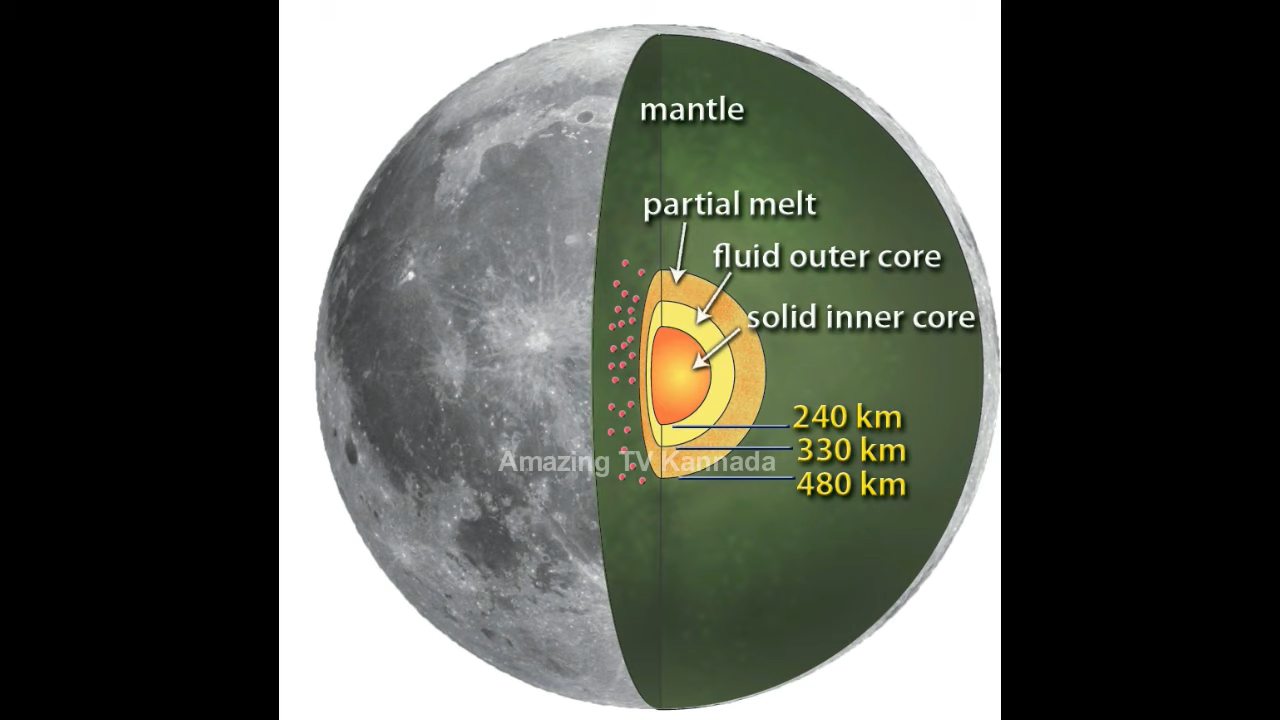 mantle
partial melt
fluid outer core
solid inner core
240 km
330 km
Amazing TV Kannada
480 km